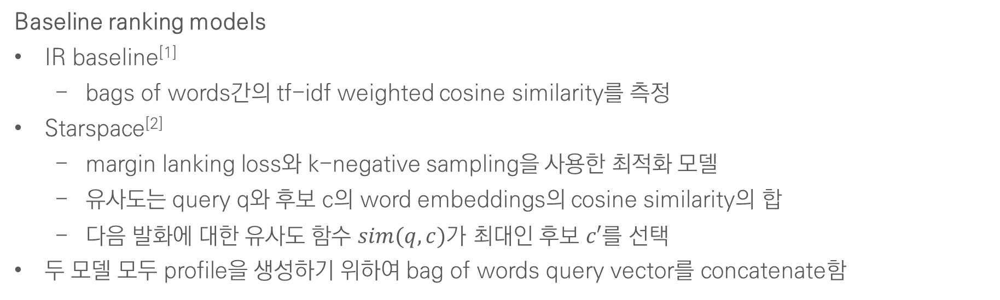 Baseline ranking models
• IR baseline[1]
− bags of words간의 tf-idf weighted cosine similarity를 측정
• Starspace[2]
− margin lanking loss와 k-negative sampling을 사용한 최적화 모델
− 유사도는 query q와 후보 c의 word embeddings의 cosine similarity의 합
− 다음 발화에 대한 유사도 함수 sim(q, c)가 최대인 후보 c′를 선택
• 두 모델 모두 profile을 생성하기 위하여 bag of words query vector를 concatenate함